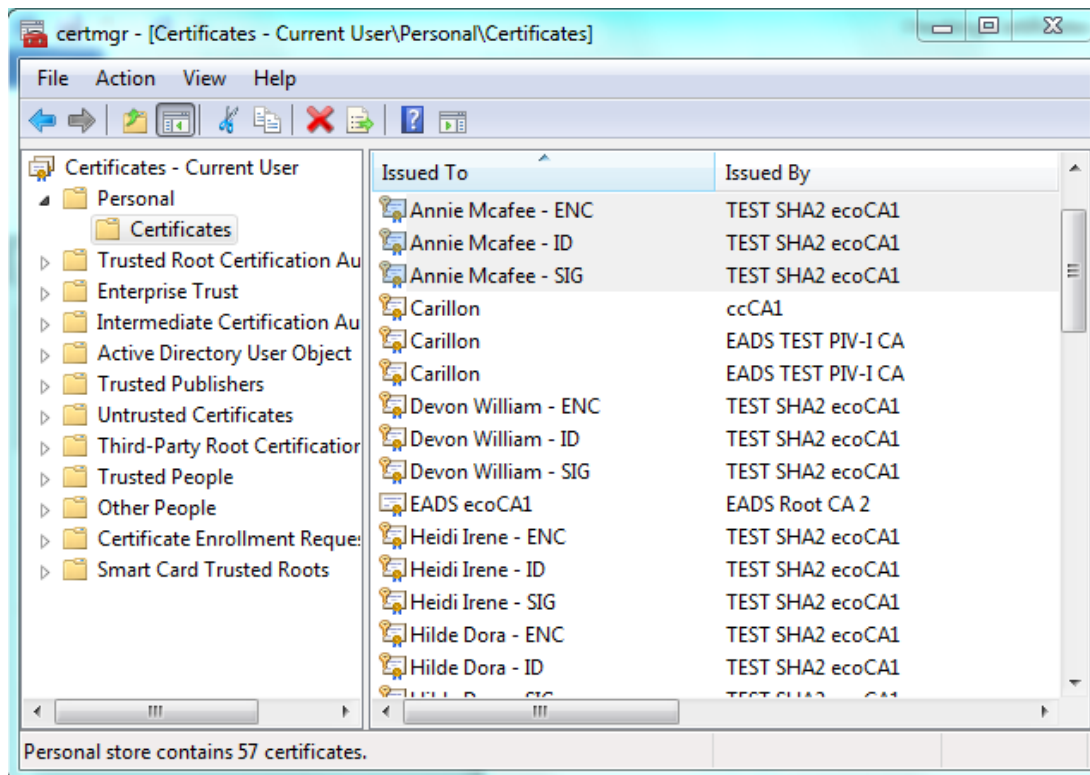 certmgr - [Certificates - Current User\Personal\Certificates]
File Action View Help
Certificates - Current User
Personal
Certificates
Trusted Root Certification Au
Enterprise Trust
Intermediate Certification Au
Active Directory User Object
Trusted Publishers
Untrusted Certificates
Third-Party Root Certification
Trusted People
Other People
Certificate Enrollment Reque
Smart Card Trusted Roots
Issued To Issued By
Annie Mcafee - ENC TEST SHA2 ecoCA1
Annie Mcafee - ID TEST SHA2 ecoCA1
Annie Mcafee - SIG TEST SHA2 ecoCA1
Carillon ccCA1
Carillon EADS TEST PIV-I CA
Carillon EADS TEST PIV-I CA
Devon William - ENC TEST SHA2 ecoCA1
Devon William - ID TEST SHA2 ecoCA1
Devon William - SIG TEST SHA2 ecoCA1
EADS ecoCA1 EADS Root CA 2
Heidi Irene - ENC TEST SHA2 ecoCA1
Heidi Irene - ID TEST SHA2 ecoCA1
Heidi Irene - SIG TEST SHA2 ecoCA1
Hilde Dora - ENC TEST SHA2 ecoCA1
Hilde Dora - ID TEST SHA2 ecoCA1
Personal store contains 57 certificates.